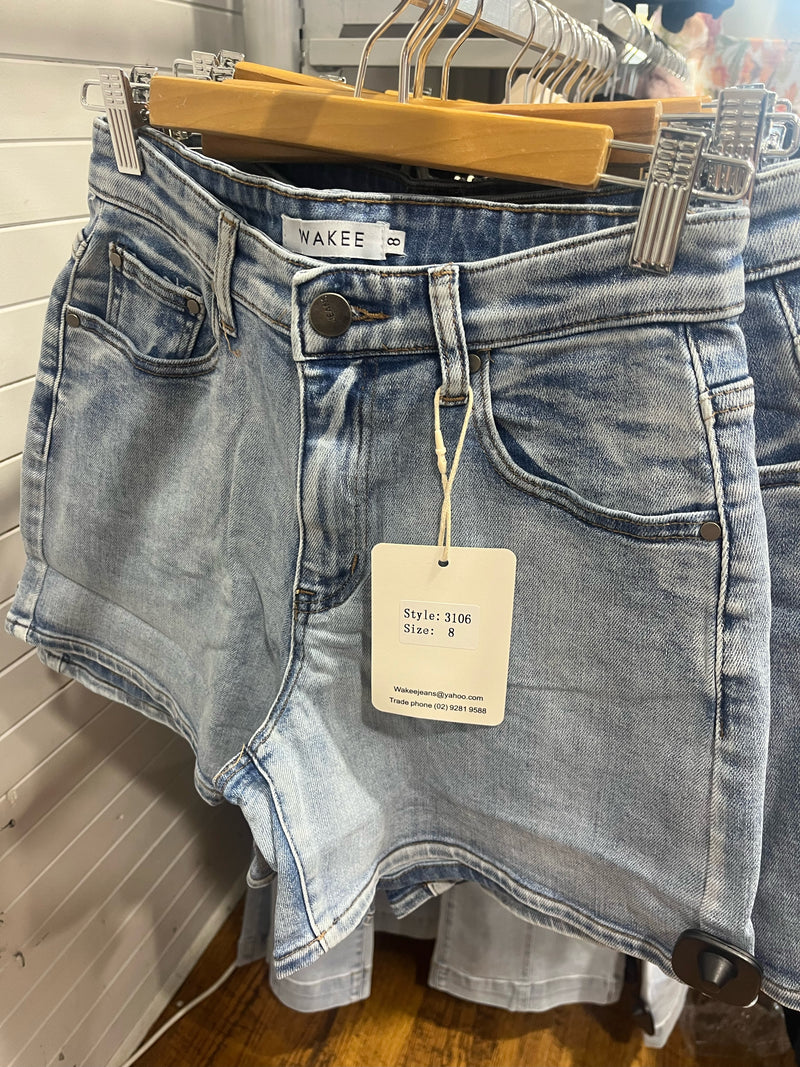 WAKEE
8
Style: 3106
Size: 8
Wakeejeans@yahoo.com
Trade phone (02) 9281 9588